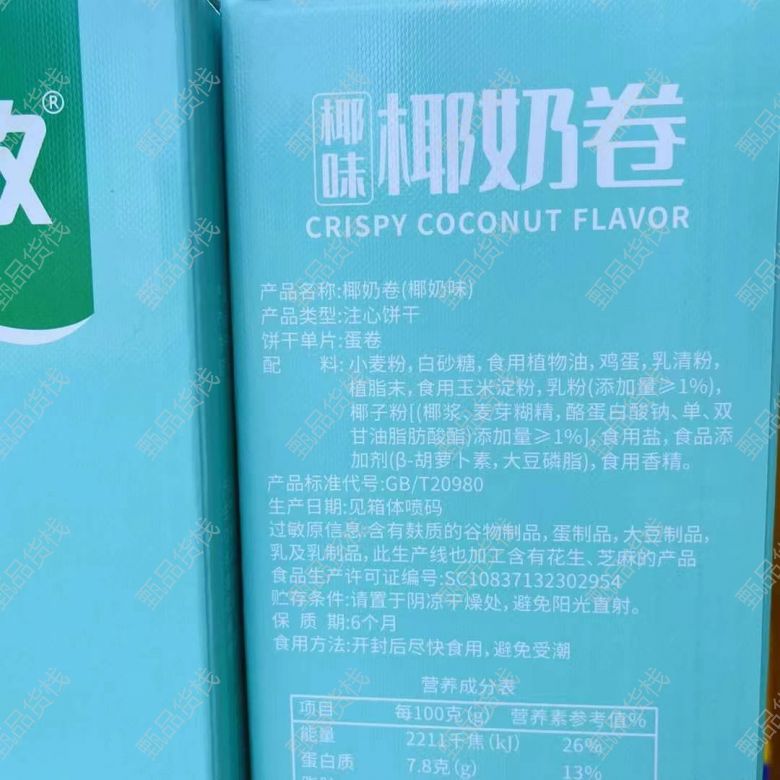 ®
椰味 椰奶卷
CRISPY COCONUT FLAVOR
产品名称:椰奶卷(椰奶味)
产品类型:注心饼干
饼干单片:蛋卷
配 料:小麦粉,白砂糖,食用植物油,鸡蛋,乳清粉,
植脂末,食用玉米淀粉,乳粉(添加量≥1%),
椰子粉[(椰浆、麦芽糊精,酪蛋白酸钠、单、双
甘油脂肪酸酯)添加量≥1%],食用盐,食品添
加剂(β-胡萝卜素,大豆磷脂),食用香精。
产品标准代号:GB/T20980
生产日期:见箱体喷码
过敏原信息:含有麸质的谷物制品,蛋制品,大豆制品,
乳及乳制品,此生产线也加工含有花生、芝麻的产品
食品生产许可证编号:SC10837132302954
贮存条件:请置于阴凉干燥处,避免阳光直射。
保 质 期:6个月
食用方法:开封后尽快食用,避免受潮
营养成分表
项目 每100克(g) 营养素参考值%
能量 2211千焦(kJ) 26%
蛋白质 7.8克(g) 13%
甄品货栈